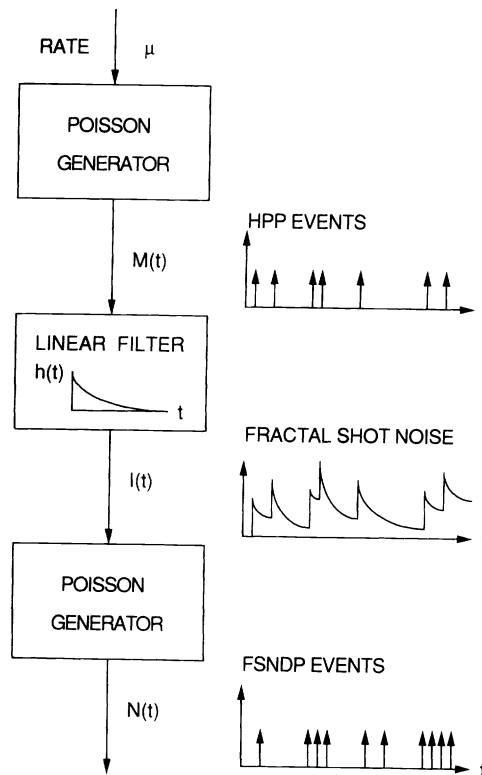 RATE μ
POISSON
GENERATOR
M(t)
HPP EVENTS
LINEAR FILTER
h(t)
t
I(t)
FRACTAL SHOT NOISE
POISSON
GENERATOR
N(t)
FSNDP EVENTS
t